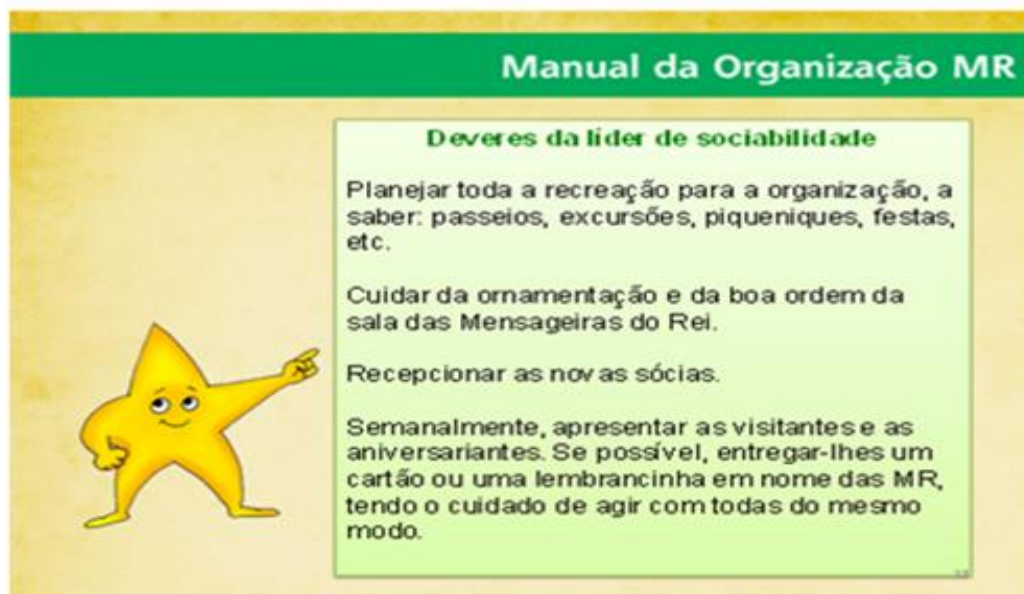 Manual da Organização MR
Deveres da líder de sociabilidade
Planejar toda a recreação para a organização, a
saber: passeios, excursões, piqueniques, festas,
etc.
Cuidar da ornamentação e da boa ordem da
sala das Mensageiras do Rei.
Recepcionar as novas sócias.
Semanalmente, apresentar as visitantes e as
aniversariantes. Se possível, entregar-lhes um
cartão ou uma lembrancinha em nome das MR,
tendo o cuidado de agir com todas do mesmo
modo.